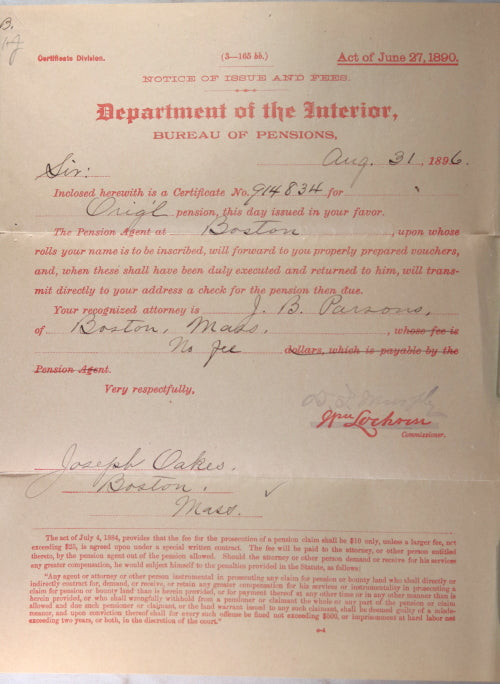 B.
Certificate Division.
(3—165 bb.)
Act of June 27, 1890.
NOTICE OF ISSUE AND FEES.
Department of the Interior,
BUREAU OF PENSIONS,
Aug. 31, 1896.
Sir:
Inclosed herewith is a Certificate No. 914834 for
Orig'l pension, this day issued in your favor.
The Pension Agent at Boston, upon whose
rolls your name is to be inscribed, will forward to you properly prepared vouchers,
and, when these shall have been duly executed and returned to him, will trans-
mit directly to your address a check for the pension then due.
Your recognized attorney is J. B. Parsons,
of Boston, Mass., whose fee is
No fee dollars, which is payable by the
Pension Agent.
Very respectfully,
D. I. Murphy
Wm Lochren
Commissioner.
Joseph Oakes.
Boston,
Mass.
The act of July 4, 1884, provides that the fee for the prosecution of a pension claim shall be $10 only, unless a larger fee, not
exceeding $25, is agreed upon under a special written contract. The fee will be paid to the attorney, or other person entitled
thereto, by the pension agent out of the pension allowed. Should the attorney or other person demand or receive for his services
any greater compensation, he would subject himself to the penalties provided in the Statute, as follows:
"Any agent or attorney or other person instrumental in prosecuting any claim for pension or bounty land who shall directly or
indirectly contract for, demand, or receive, or retain any greater compensation for his services or instrumentality in prosecuting a
claim for pension or bounty land than is herein provided, or for payment thereof at any other time or in any other manner than is
herein provided, or who shall wrongfully withhold from a pensioner or claimant the whole or any part of the pension or claim
allowed and due such pensioner or claimant, or the land warrant issued to any such claimant, shall be deemed guilty of a misde-
meanor, and upon conviction thereof shall for every such offense be fined not exceeding $500, or imprisonment at hard labor not
exceeding two years, or both, in the discretion of the court."